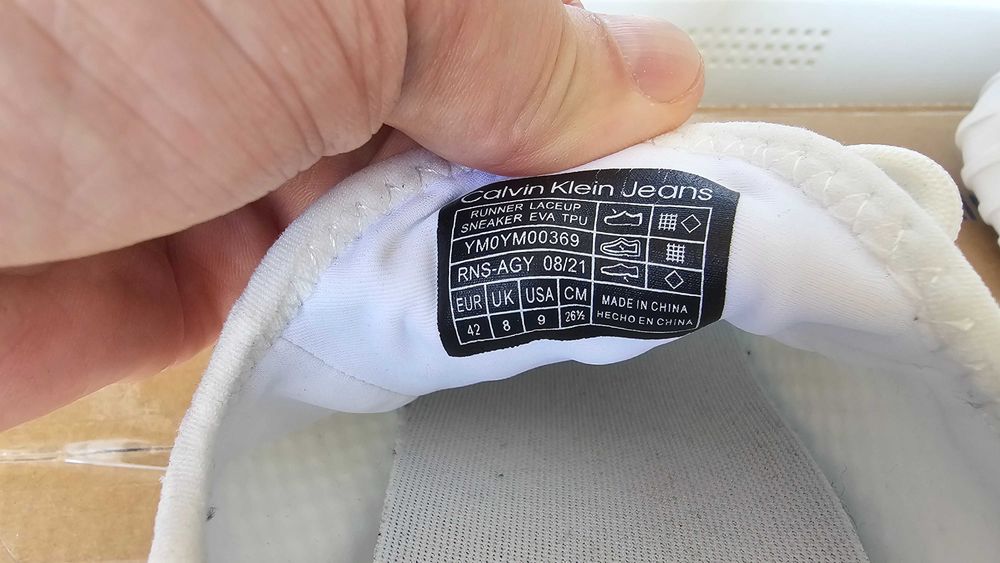 Calvin Klein Jeans
RUNNER LACEUP
SNEAKER EVA TPU
YM0YM00369
RNS-AGY 08/21
EUR UK USA CM
42 8 9 26½
MADE IN CHINA
HECHO EN CHINA